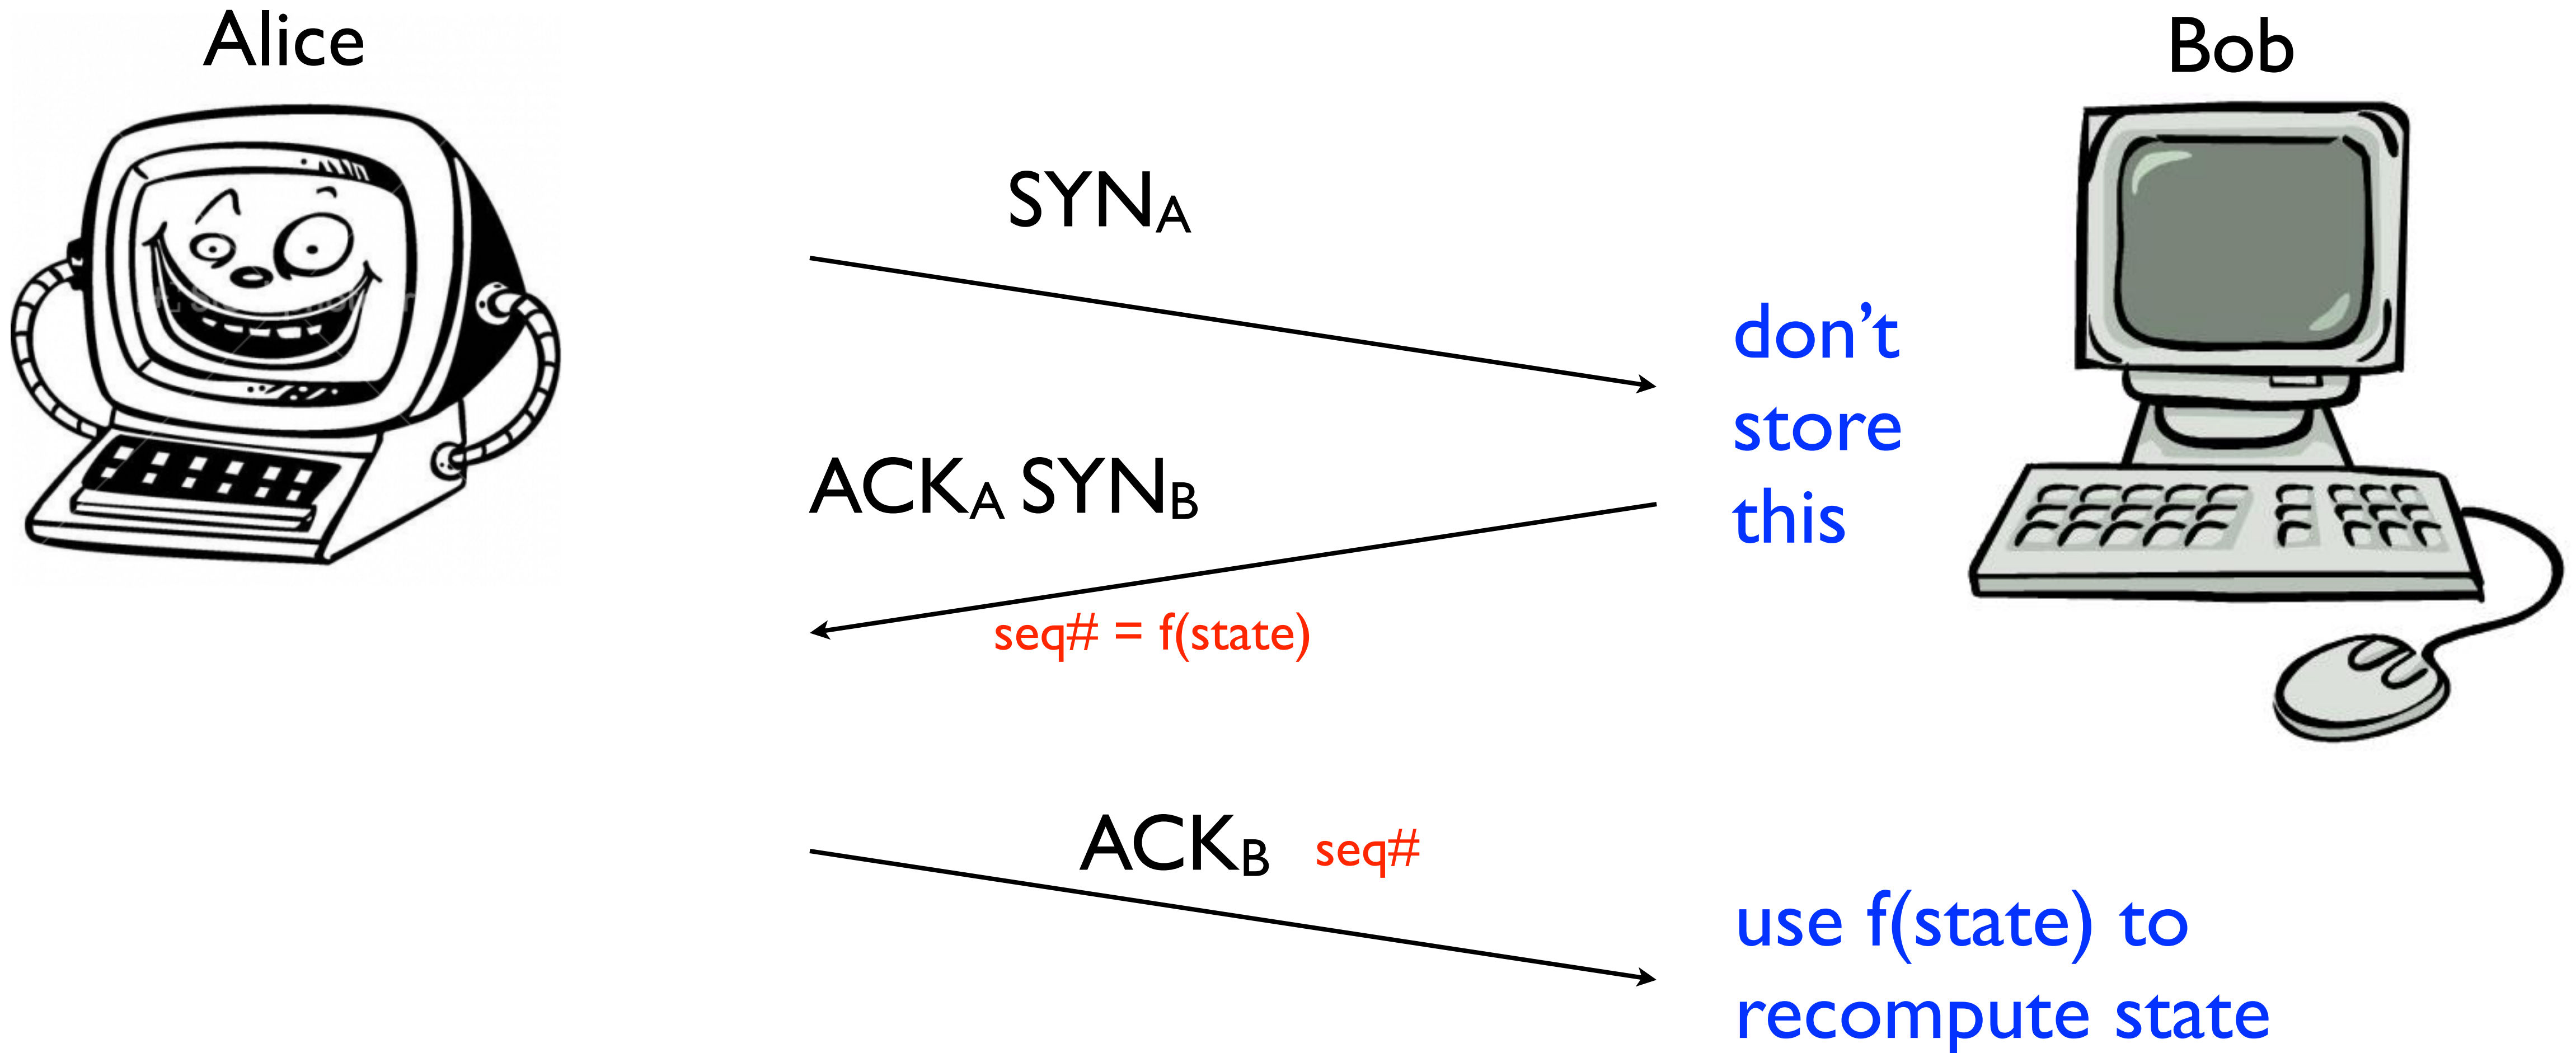 Alice
Bob
SYNA
don't
store
this
ACKA SYNB
seq# = f(state)
ACKB seq#
use f(state) to
recompute state